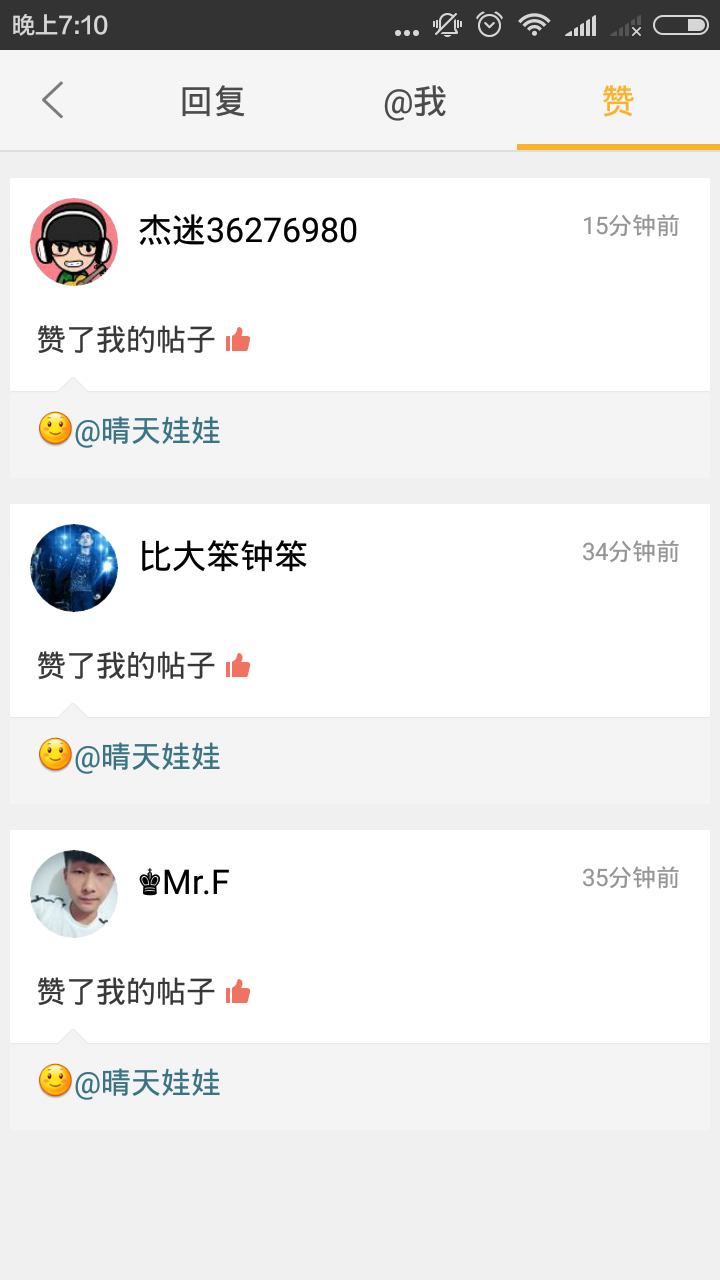 晚上7:10
回复 @我 赞
杰迷36276980 15分钟前
赞了我的帖子
@晴天娃娃
比大笨钟笨 34分钟前
赞了我的帖子
@晴天娃娃
♚Mr.F 35分钟前
赞了我的帖子
@晴天娃娃